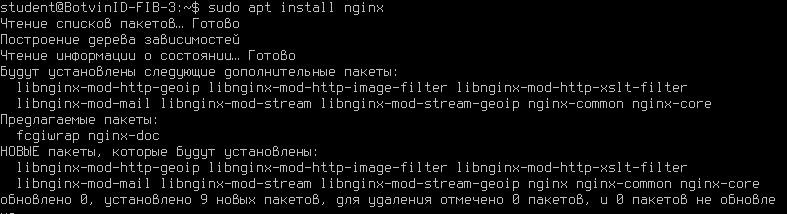 student@BotvinID-FIB-3:~$ sudo apt install nginx
Чтение списков пакетов… Готово
Построение дерева зависимостей
Чтение информации о состоянии… Готово
Будут установлены следующие дополнительные пакеты:
  libnginx-mod-http-geoip libnginx-mod-http-image-filter libnginx-mod-http-xslt-filter
  libnginx-mod-mail libnginx-mod-stream libnginx-mod-stream-geoip nginx-common nginx-core
Предлагаемые пакеты:
  fcgiwrap nginx-doc
НОВЫЕ пакеты, которые будут установлены:
  libnginx-mod-http-geoip libnginx-mod-http-image-filter libnginx-mod-http-xslt-filter
  libnginx-mod-mail libnginx-mod-stream libnginx-mod-stream-geoip nginx nginx-common nginx-core
обновлено 0, установлено 9 новых пакетов, для удаления отмечено 0 пакетов, и 0 пакетов не обновле